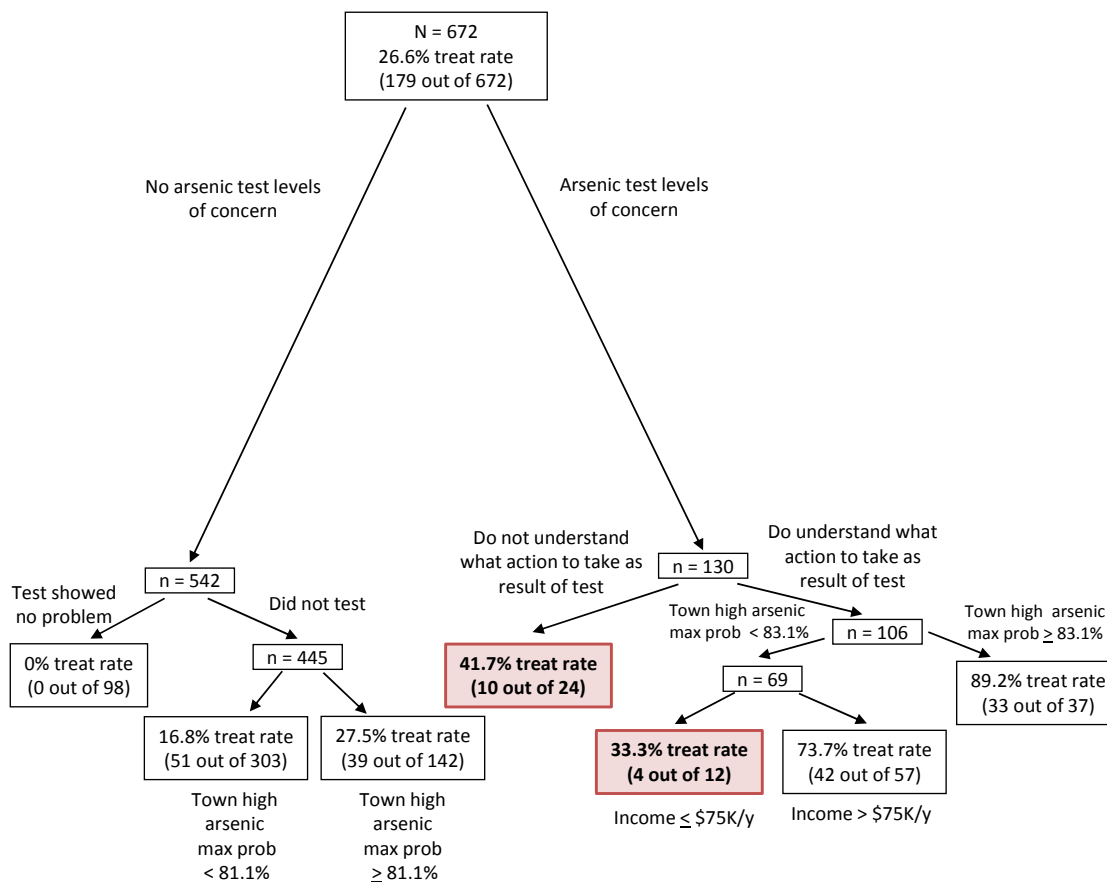 N = 672
26.6% treat rate
(179 out of 672)
No arsenic test levels
of concern
Arsenic test levels
of concern
n = 542
Test showed
no problem
Did not test
0% treat rate
(0 out of 98)
n = 445
16.8% treat rate
(51 out of 303)
27.5% treat rate
(39 out of 142)
Town high
arsenic
max prob
< 81.1%
Town high
arsenic
max prob
≥ 81.1%
Do not understand
what action to take as
result of test
n = 130
Do understand what
action to take as
result of test
41.7% treat rate
(10 out of 24)
Town high arsenic
max prob < 83.1%
n = 106
Town high arsenic
max prob ≥ 83.1%
n = 69
89.2% treat rate
(33 out of 37)
33.3% treat rate
(4 out of 12)
73.7% treat rate
(42 out of 57)
Income ≤ $75K/y
Income > $75K/y